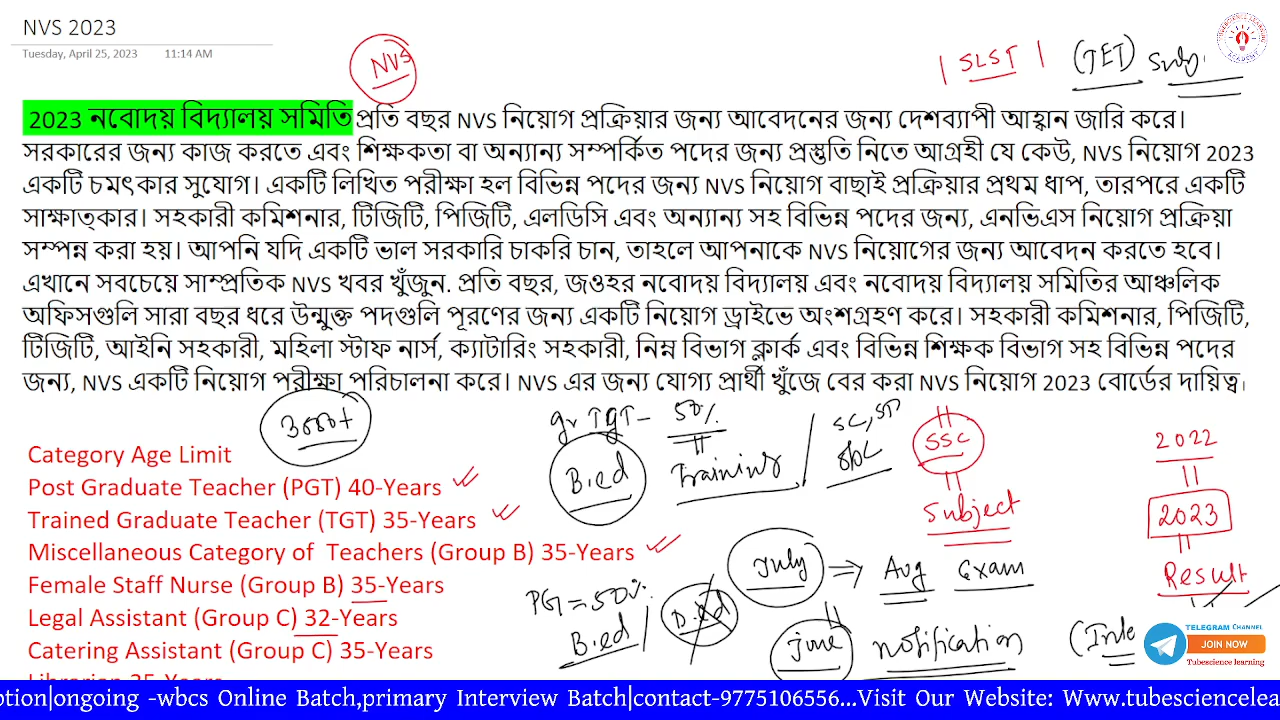 NVS 2023
Tuesday, April 25, 2023 11:14 AM
NVS
| SLST | (TET)
2023 নবোদয় বিদ্যালয় সমিতি প্রতি বছর NVS নিয়োগ প্রক্রিয়ার জন্য আবেদনের জন্য দেশব্যাপী আহ্বান জারি করে।
সরকারের জন্য কাজ করতে এবং শিক্ষকতা বা অন্যান্য সম্পর্কিত পদের জন্য প্রস্তুতি নিতে আগ্রহী যে কেউ, NVS নিয়োগ 2023
একটি চমৎকার সুযোগ। একটি লিখিত পরীক্ষা হল বিভিন্ন পদের জন্য NVS নিয়োগ বাছাই প্রক্রিয়ার প্রথম ধাপ, তারপরে একটি
সাক্ষাত্কার। সহকারী কমিশনার, টিজিটি, পিজিটি, এলডিসি এবং অন্যান্য সহ বিভিন্ন পদের জন্য, এনভিএস নিয়োগ প্রক্রিয়া
সম্পন্ন করা হয়। আপনি যদি একটি ভাল সরকারি চাকরি চান, তাহলে আপনাকে NVS নিয়োগের জন্য আবেদন করতে হবে।
এখানে সবচেয়ে সাম্প্রতিক NVS খবর খুঁজুন. প্রতি বছর, জওহর নবোদয় বিদ্যালয় এবং নবোদয় বিদ্যালয় সমিতির আঞ্চলিক
অফিসগুলি সারা বছর ধরে উন্মুক্ত পদগুলি পূরণের জন্য একটি নিয়োগ ড্রাইভে অংশগ্রহণ করে। সহকারী কমিশনার, পিজিটি,
টিজিটি, আইনি সহকারী, মহিলা স্টাফ নার্স, ক্যাটারিং সহকারী, নিম্ন বিভাগ ক্লার্ক এবং বিভিন্ন শিক্ষক বিভাগ সহ বিভিন্ন পদের
জন্য, NVS একটি নিয়োগ পরীক্ষা পরিচালনা করে। NVS এর জন্য যোগ্য প্রার্থী খুঁজে বের করা NVS নিয়োগ 2023 বোর্ডের দায়িত্ব।
gr TGT - 50%
SC, ST
OBC
SSC
2022
B.ed Training
Subject
2023
Result
Category Age Limit
Post Graduate Teacher (PGT) 40-Years
Trained Graduate Teacher (TGT) 35-Years
Miscellaneous Category of Teachers (Group B) 35-Years
Female Staff Nurse (Group B) 35-Years
Legal Assistant (Group C) 32-Years
Catering Assistant (Group C) 35-Years
July => Aug Exam
PGT = 50%
B.ed
D.ed
June notification
TELEGRAM CHANNEL
JOIN NOW
Tubescience learning
ption|ongoing -wbcs Online Batch,primary Interview Batch|contact-9775106556...Visit Our Website: Www.tubesciencelea